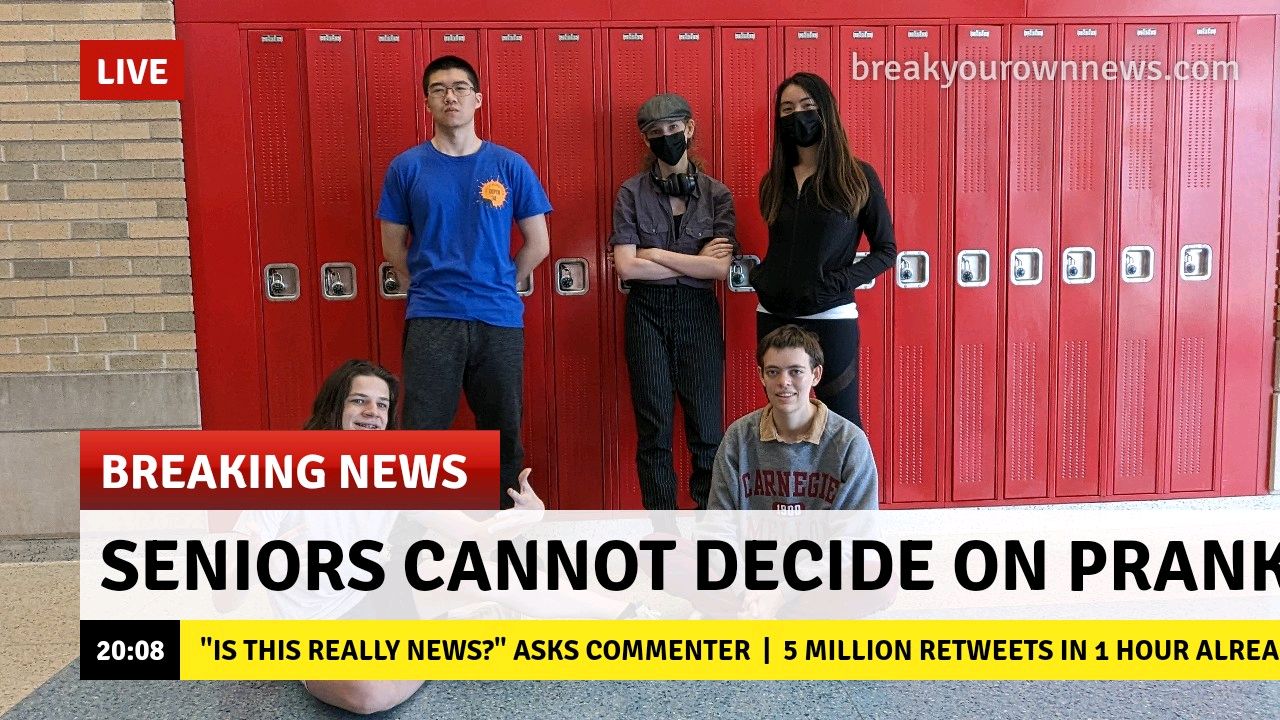 LIVE
breakyourownnews.com
CARNEGIE
1900
BREAKING NEWS
SENIORS CANNOT DECIDE ON PRANK
20:08
"IS THIS REALLY NEWS?" ASKS COMMENTER | 5 MILLION RETWEETS IN 1 HOUR ALREA